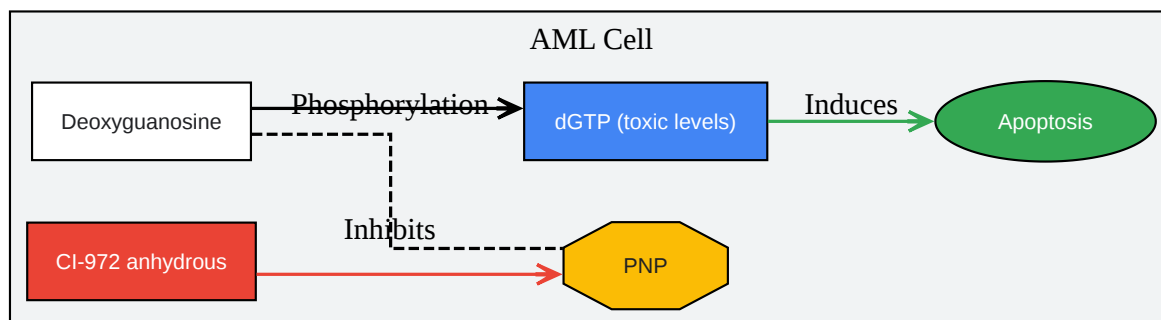 AML Cell
Deoxyguanosine
Phosphorylation
dGTP (toxic levels)
Induces
Apoptosis
CI-972 anhydrous
Inhibits
PNP